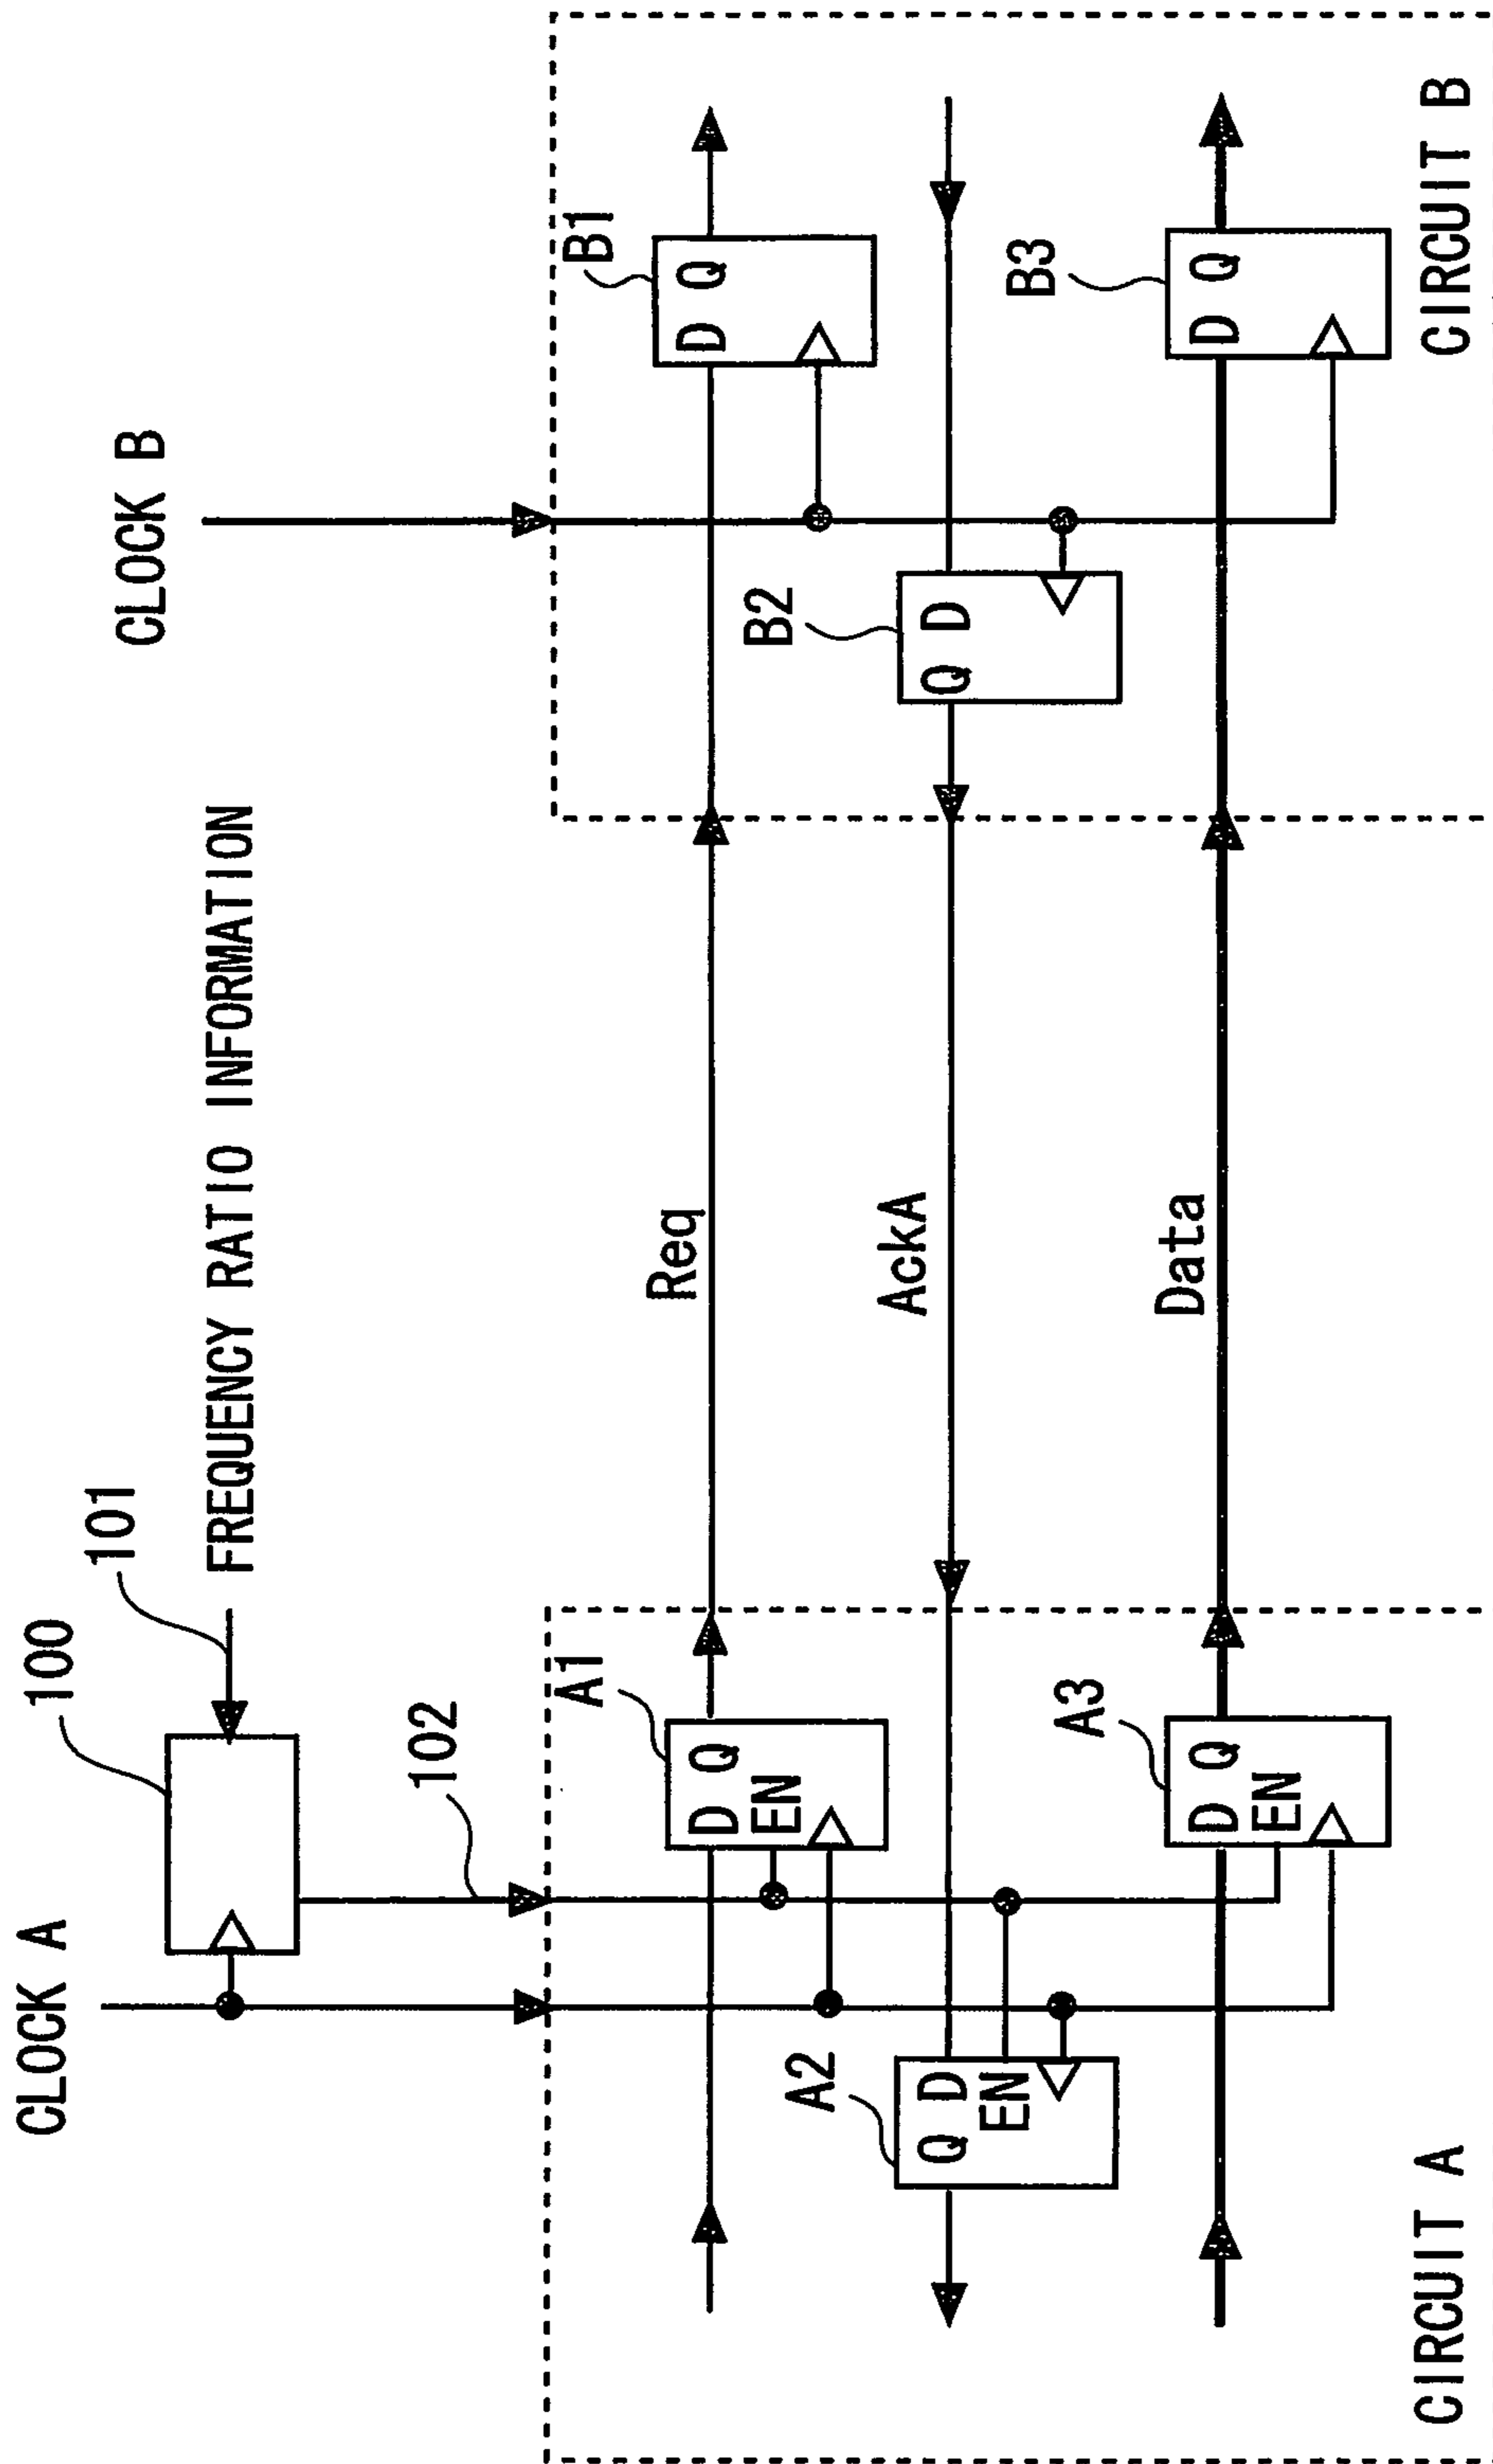 CLOCK A
100
101
FREQUENCY RATIO INFORMATION
CLOCK B
102
A1
D Q
EN
Req
B1
D Q
A2
Q D
EN
AckA
B2
Q D
A3
D Q
EN
Data
B3
D Q
CIRCUIT A
CIRCUIT B